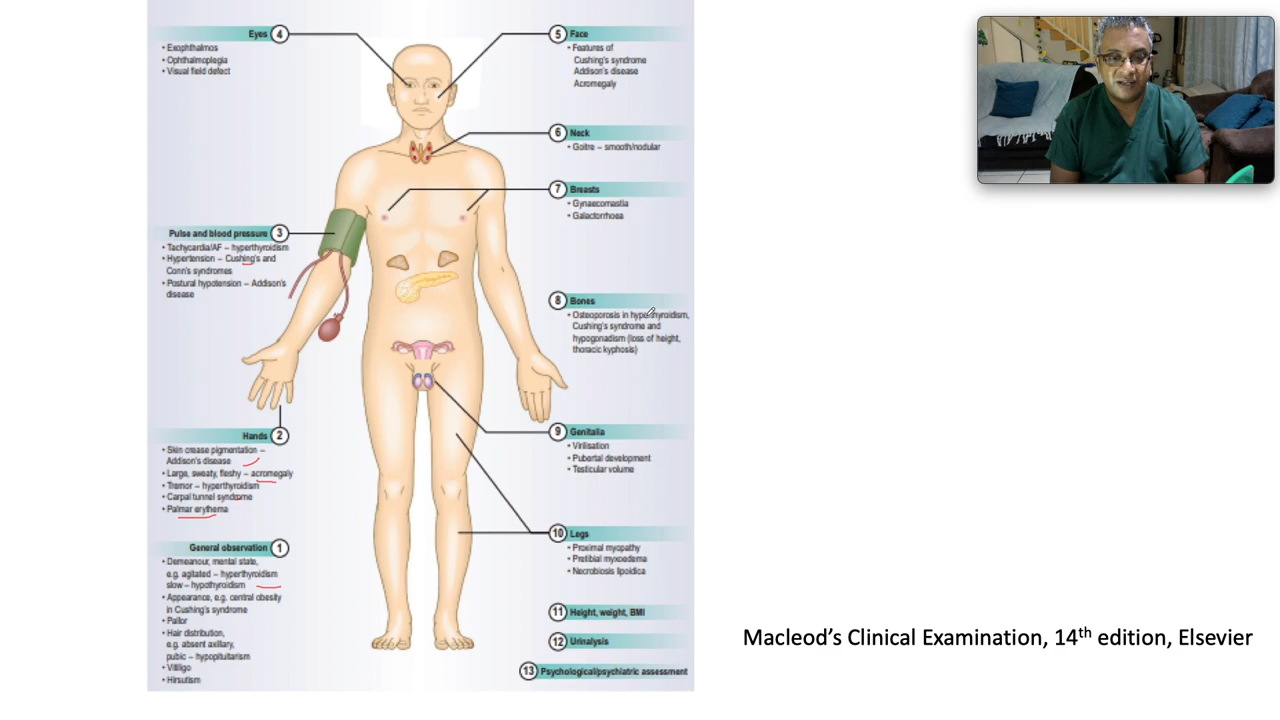 Eyes 4
• Exophthalmos
• Ophthalmoplegia
• Visual field defect
5 Face
• Features of
Cushing's syndrome
Addison's disease
Acromegaly
6 Neck
• Goitre – smooth/nodular
7 Breasts
• Gynaecomastia
• Galactorrhoea
Pulse and blood pressure 3
• Tachycardia/AF – hyperthyroidism
• Hypertension – Cushing's and
Conn's syndromes
• Postural hypotension – Addison's
disease
8 Bones
• Osteoporosis in hyperthyroidism,
Cushing's syndrome and
hypogonadism (loss of height,
thoracic kyphosis)
Hands 2
• Skin crease pigmentation –
Addison's disease
• Large, sweaty, fleshy – acromegaly
• Tremor – hyperthyroidism
• Carpal tunnel syndrome
• Palmar erythema
9 Genitalia
• Virilisation
• Pubertal development
• Testicular volume
General observation 1
• Demeanour, mental state,
e.g. agitated – hyperthyroidism
slow – hypothyroidism
• Appearance, e.g. central obesity
in Cushing's syndrome
• Pallor
• Hair distribution,
e.g. absent axillary,
pubic – hypopituitarism
• Vitiligo
• Hirsutism
10 Legs
• Proximal myopathy
• Pretibial myxoedema
• Necrobiosis lipoidica
11 Height, weight, BMI
12 Urinalysis
13 Psychological/psychiatric assessment
Macleod's Clinical Examination, 14th edition, Elsevier